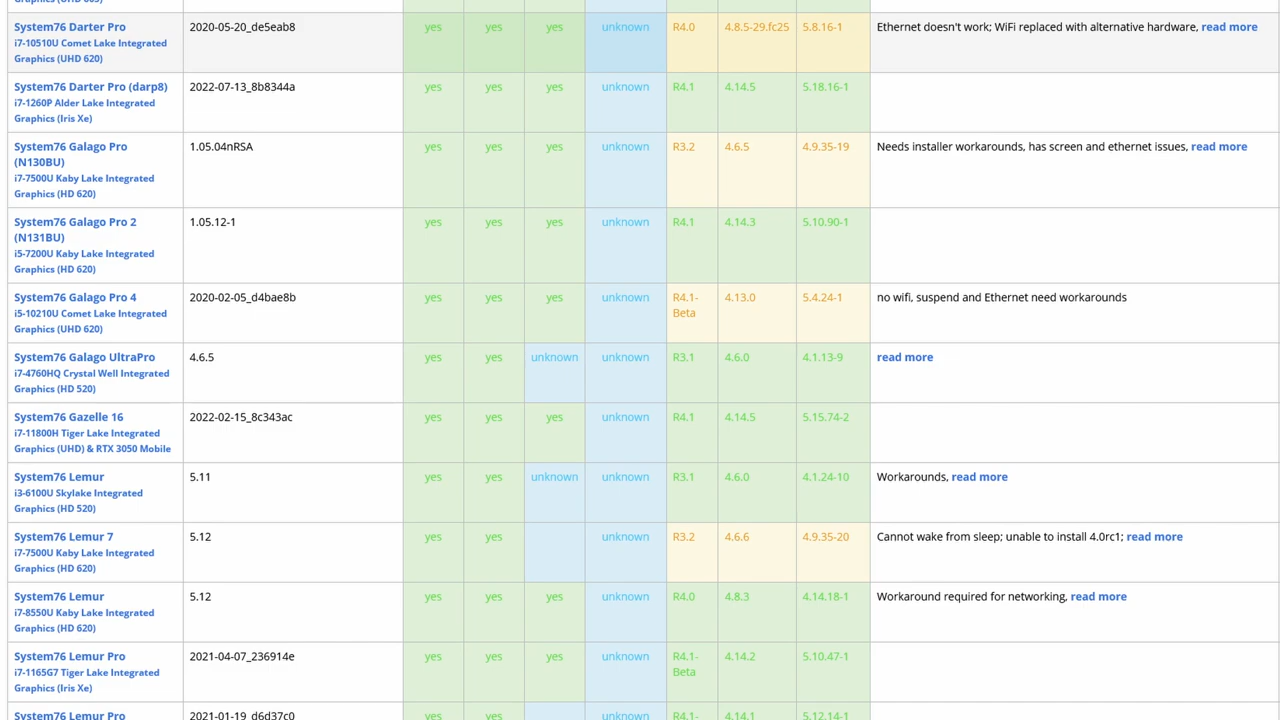 System76 Darter Pro 2020-05-20_de5eab8 yes yes yes unknown R4.0 4.8.5-29.fc25 5.8.16-1 Ethernet doesn't work; WiFi replaced with alternative hardware, read more
i7-10510U Comet Lake Integrated
Graphics (UHD 620)
System76 Darter Pro (darp8) 2022-07-13_8b8344a yes yes yes unknown R4.1 4.14.5 5.18.16-1
i7-1260P Alder Lake Integrated
Graphics (Iris Xe)
System76 Galago Pro 1.05.04nRSA yes yes yes unknown R3.2 4.6.5 4.9.35-19 Needs installer workarounds, has screen and ethernet issues, read more
(N130BU)
i7-7500U Kaby Lake Integrated
Graphics (HD 620)
System76 Galago Pro 2 1.05.12-1 yes yes yes unknown R4.1 4.14.3 5.10.90-1
(N131BU)
i5-7200U Kaby Lake Integrated
Graphics (HD 620)
System76 Galago Pro 4 2020-02-05_d4bae8b yes yes yes unknown R4.1- 4.13.0 5.4.24-1 no wifi, suspend and Ethernet need workarounds
i5-10210U Comet Lake Integrated Beta
Graphics (UHD 620)
System76 Galago UltraPro 4.6.5 yes yes unknown unknown R3.1 4.6.0 4.1.13-9 read more
i7-4760HQ Crystal Well Integrated
Graphics (HD 520)
System76 Gazelle 16 2022-02-15_8c343ac yes yes yes unknown R4.1 4.14.5 5.15.74-2
i7-11800H Tiger Lake Integrated
Graphics (UHD) & RTX 3050 Mobile
System76 Lemur 5.11 yes yes unknown unknown R3.1 4.6.0 4.1.24-10 Workarounds, read more
i3-6100U Skylake Integrated
Graphics (HD 520)
System76 Lemur 7 5.12 yes yes unknown R3.2 4.6.6 4.9.35-20 Cannot wake from sleep; unable to install 4.0rc1; read more
i7-7500U Kaby Lake Integrated
Graphics (HD 620)
System76 Lemur 5.12 yes yes yes unknown R4.0 4.8.3 4.14.18-1 Workaround required for networking, read more
i7-8550U Kaby Lake Integrated
Graphics (HD 620)
System76 Lemur Pro 2021-04-07_236914e yes yes yes unknown R4.1- 4.14.2 5.10.47-1
i7-1165G7 Tiger Lake Integrated Beta
Graphics (Iris Xe)
System76 Lemur Pro 2021-01-19_d6d37c0 yes yes unknown R4.1- 4.14.1 5.12.14-1